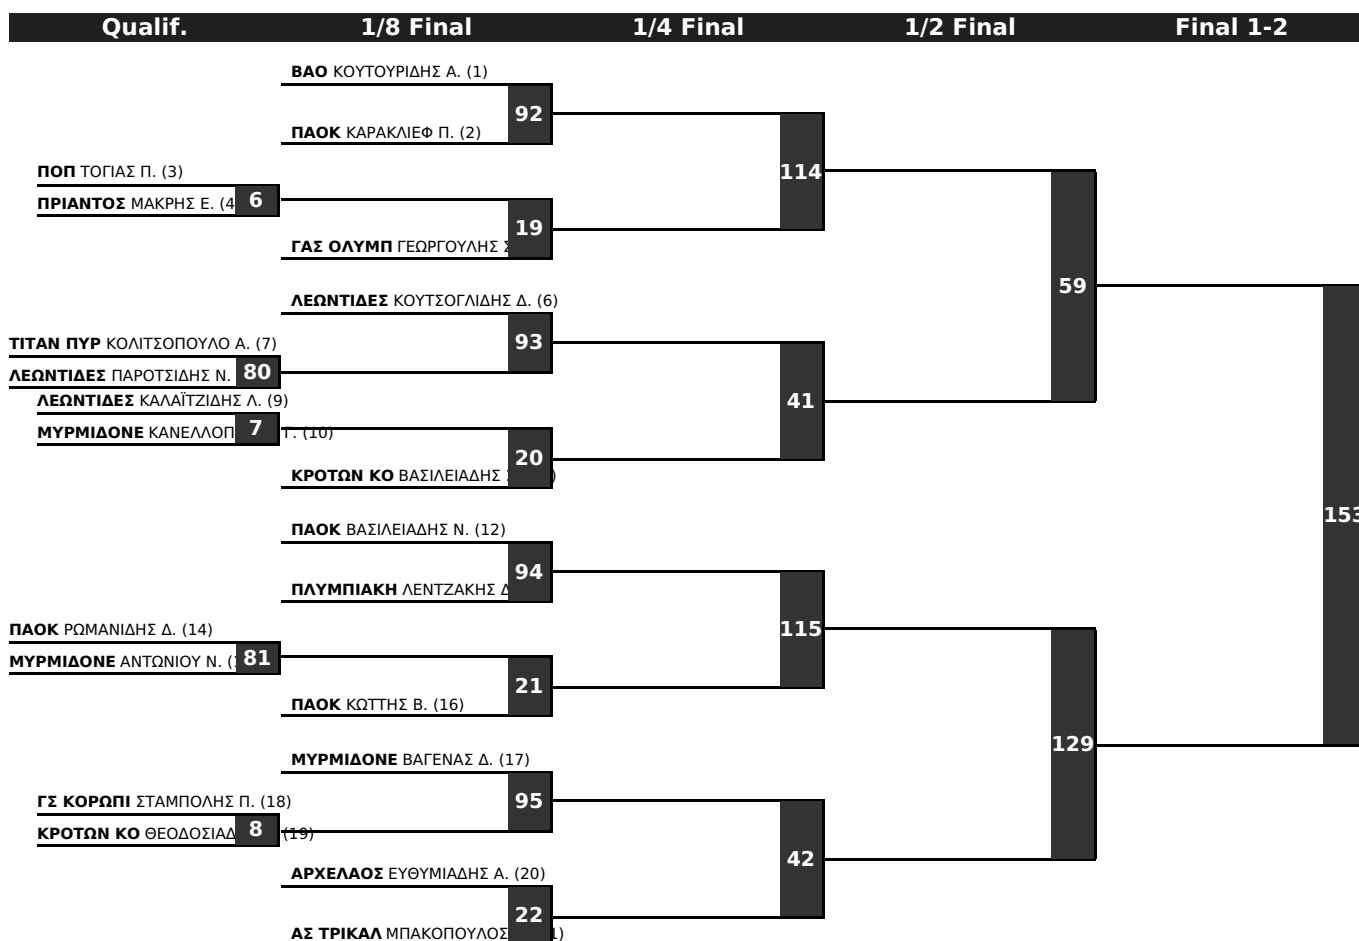 Qualif. 1/8 Final 1/4 Final 1/2 Final Final 1-2
ΒΑΟ ΚΟΥΤΟΥΡΙΔΗΣ Α. (1)
92
ΠΑΟΚ ΚΑΡΑΚΛΙΕΦ Π. (2)
114
ΠΟΠ ΤΟΓΙΑΣ Π. (3)
ΠΡΙΑΝΤΟΣ ΜΑΚΡΗΣ Ε. (4 6
19
ΓΑΣ ΟΛΥΜΠ ΓΕΩΡΓΟΥΛΗΣ
59
ΛΕΩΝΤΙΔΕΣ ΚΟΥΤΣΟΓΛΙΔΗΣ Δ. (6)
93
ΤΙΤΑΝ ΠΥΡ ΚΟΛΙΤΣΟΠΟΥΛΟ Α. (7)
ΛΕΩΝΤΙΔΕΣ ΠΑΡΟΤΣΙΔΗΣ Ν. 80
ΛΕΩΝΤΙΔΕΣ ΚΑΛΑΪΤΖΙΔΗΣ Λ. (9)
41
ΜΥΡΜΙΔΟΝΕ ΚΑΝΕΛΛΟΠ 7 Γ. (10)
20
ΚΡΟΤΩΝ ΚΟ ΒΑΣΙΛΕΙΑΔΗΣ
153
ΠΑΟΚ ΒΑΣΙΛΕΙΑΔΗΣ Ν. (12)
94
ΠΛΥΜΠΙΑΚΗ ΛΕΝΤΖΑΚΗΣ
115
ΠΑΟΚ ΡΩΜΑΝΙΔΗΣ Δ. (14)
ΜΥΡΜΙΔΟΝΕ ΑΝΤΩΝΙΟΥ Ν. 81
21
ΠΑΟΚ ΚΩΤΤΗΣ Β. (16)
129
ΜΥΡΜΙΔΟΝΕ ΒΑΓΕΝΑΣ Δ. (17)
95
ΓΣ ΚΟΡΩΠΙ ΣΤΑΜΠΟΛΗΣ Π. (18)
ΚΡΟΤΩΝ ΚΟ ΘΕΟΔΟΣΙΑΔ 8 (19)
42
ΑΡΧΕΛΑΟΣ ΕΥΘΥΜΙΑΔΗΣ Α. (20)
22
ΑΣ ΤΡΙΚΑΛ ΜΠΑΚΟΠΟΥΛΟΣ